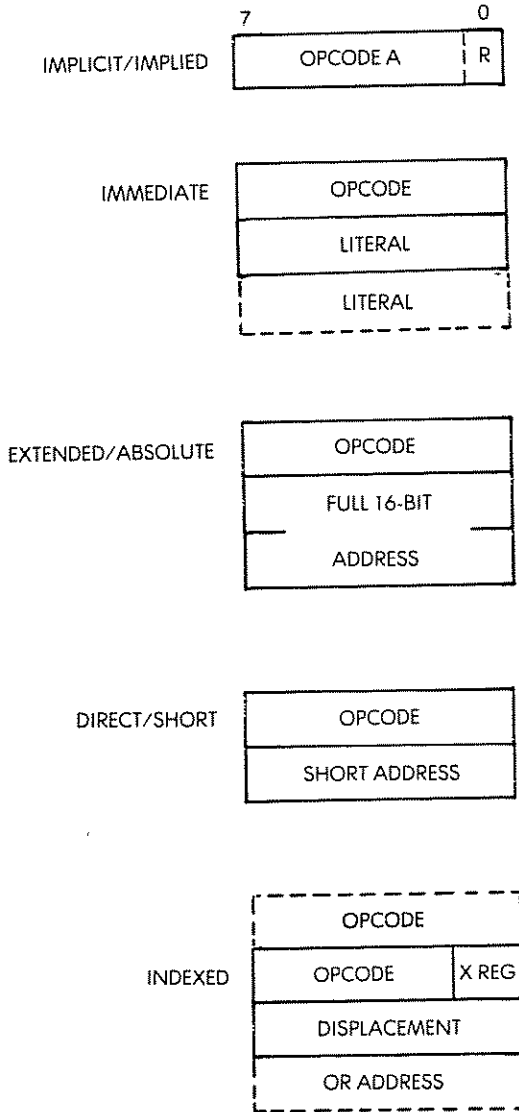 7 0
IMPLICIT/IMPLIED OPCODE A R
IMMEDIATE OPCODE
LITERAL
LITERAL
EXTENDED/ABSOLUTE OPCODE
FULL 16-BIT
ADDRESS
DIRECT/SHORT OPCODE
SHORT ADDRESS
OPCODE
INDEXED OPCODE X REG
DISPLACEMENT
OR ADDRESS